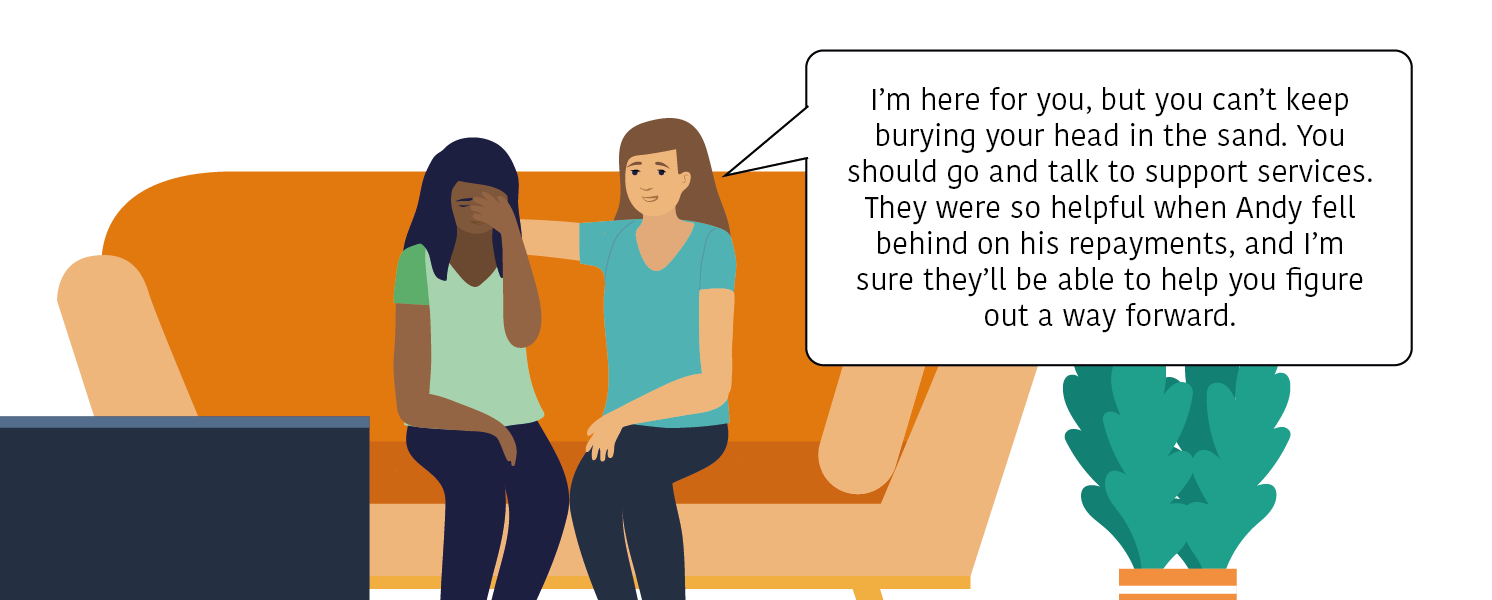 I’m here for you, but you can’t keep
burying your head in the sand. You
should go and talk to support services.
They were so helpful when Andy fell
behind on his repayments, and I’m
sure they’ll be able to help you figure
out a way forward.